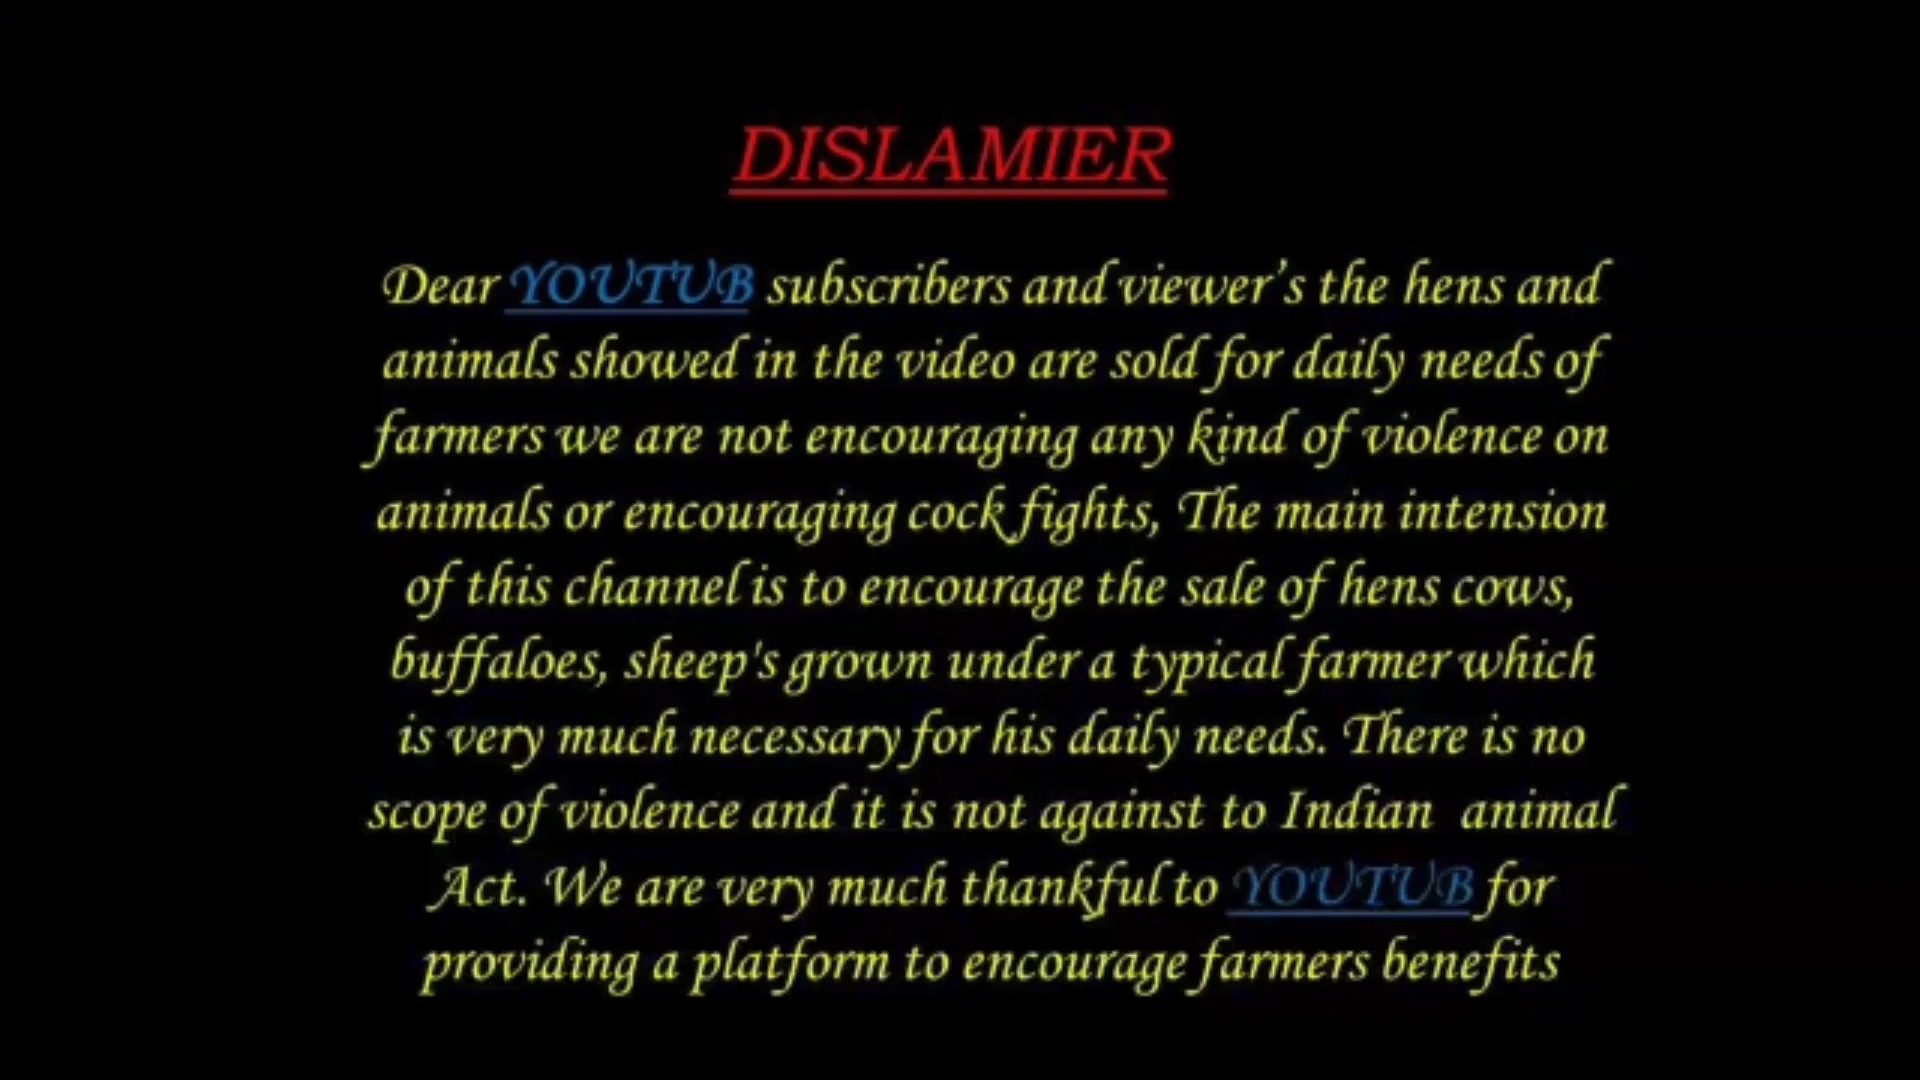 DISLAMIER
Dear YOUTUB subscribers and viewer's the hens and
animals showed in the video are sold for daily needs of
farmers we are not encouraging any kind of violence on
animals or encouraging cock fights, The main intension
of this channel is to encourage the sale of hens cows,
buffaloes, sheep's grown under a typical farmer which
is very much necessary for his daily needs. There is no
scope of violence and it is not against to Indian animal
Act. We are very much thankful to YOUTUB for
providing a platform to encourage farmers benefits